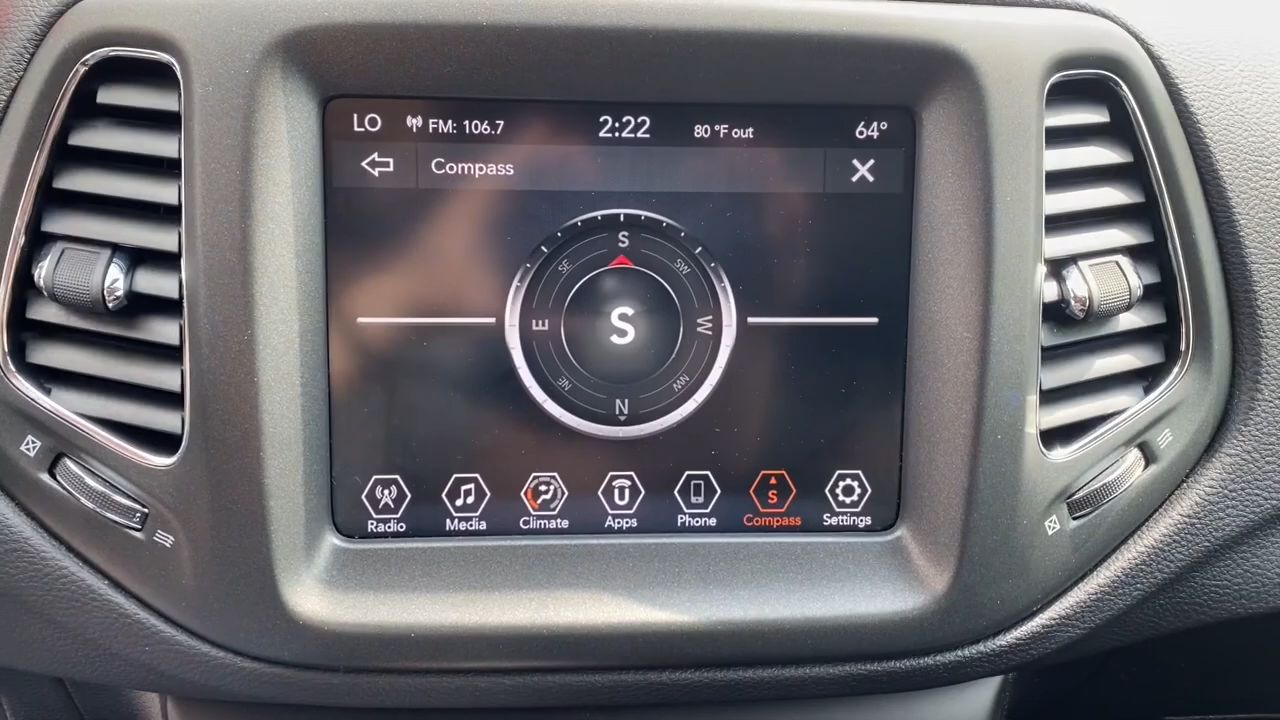 LO FM: 106.7 2:22 80 °F out 64°
Compass
S
SE SW
E S W
NE NW
N
S
Radio Media Climate Apps Phone Compass Settings